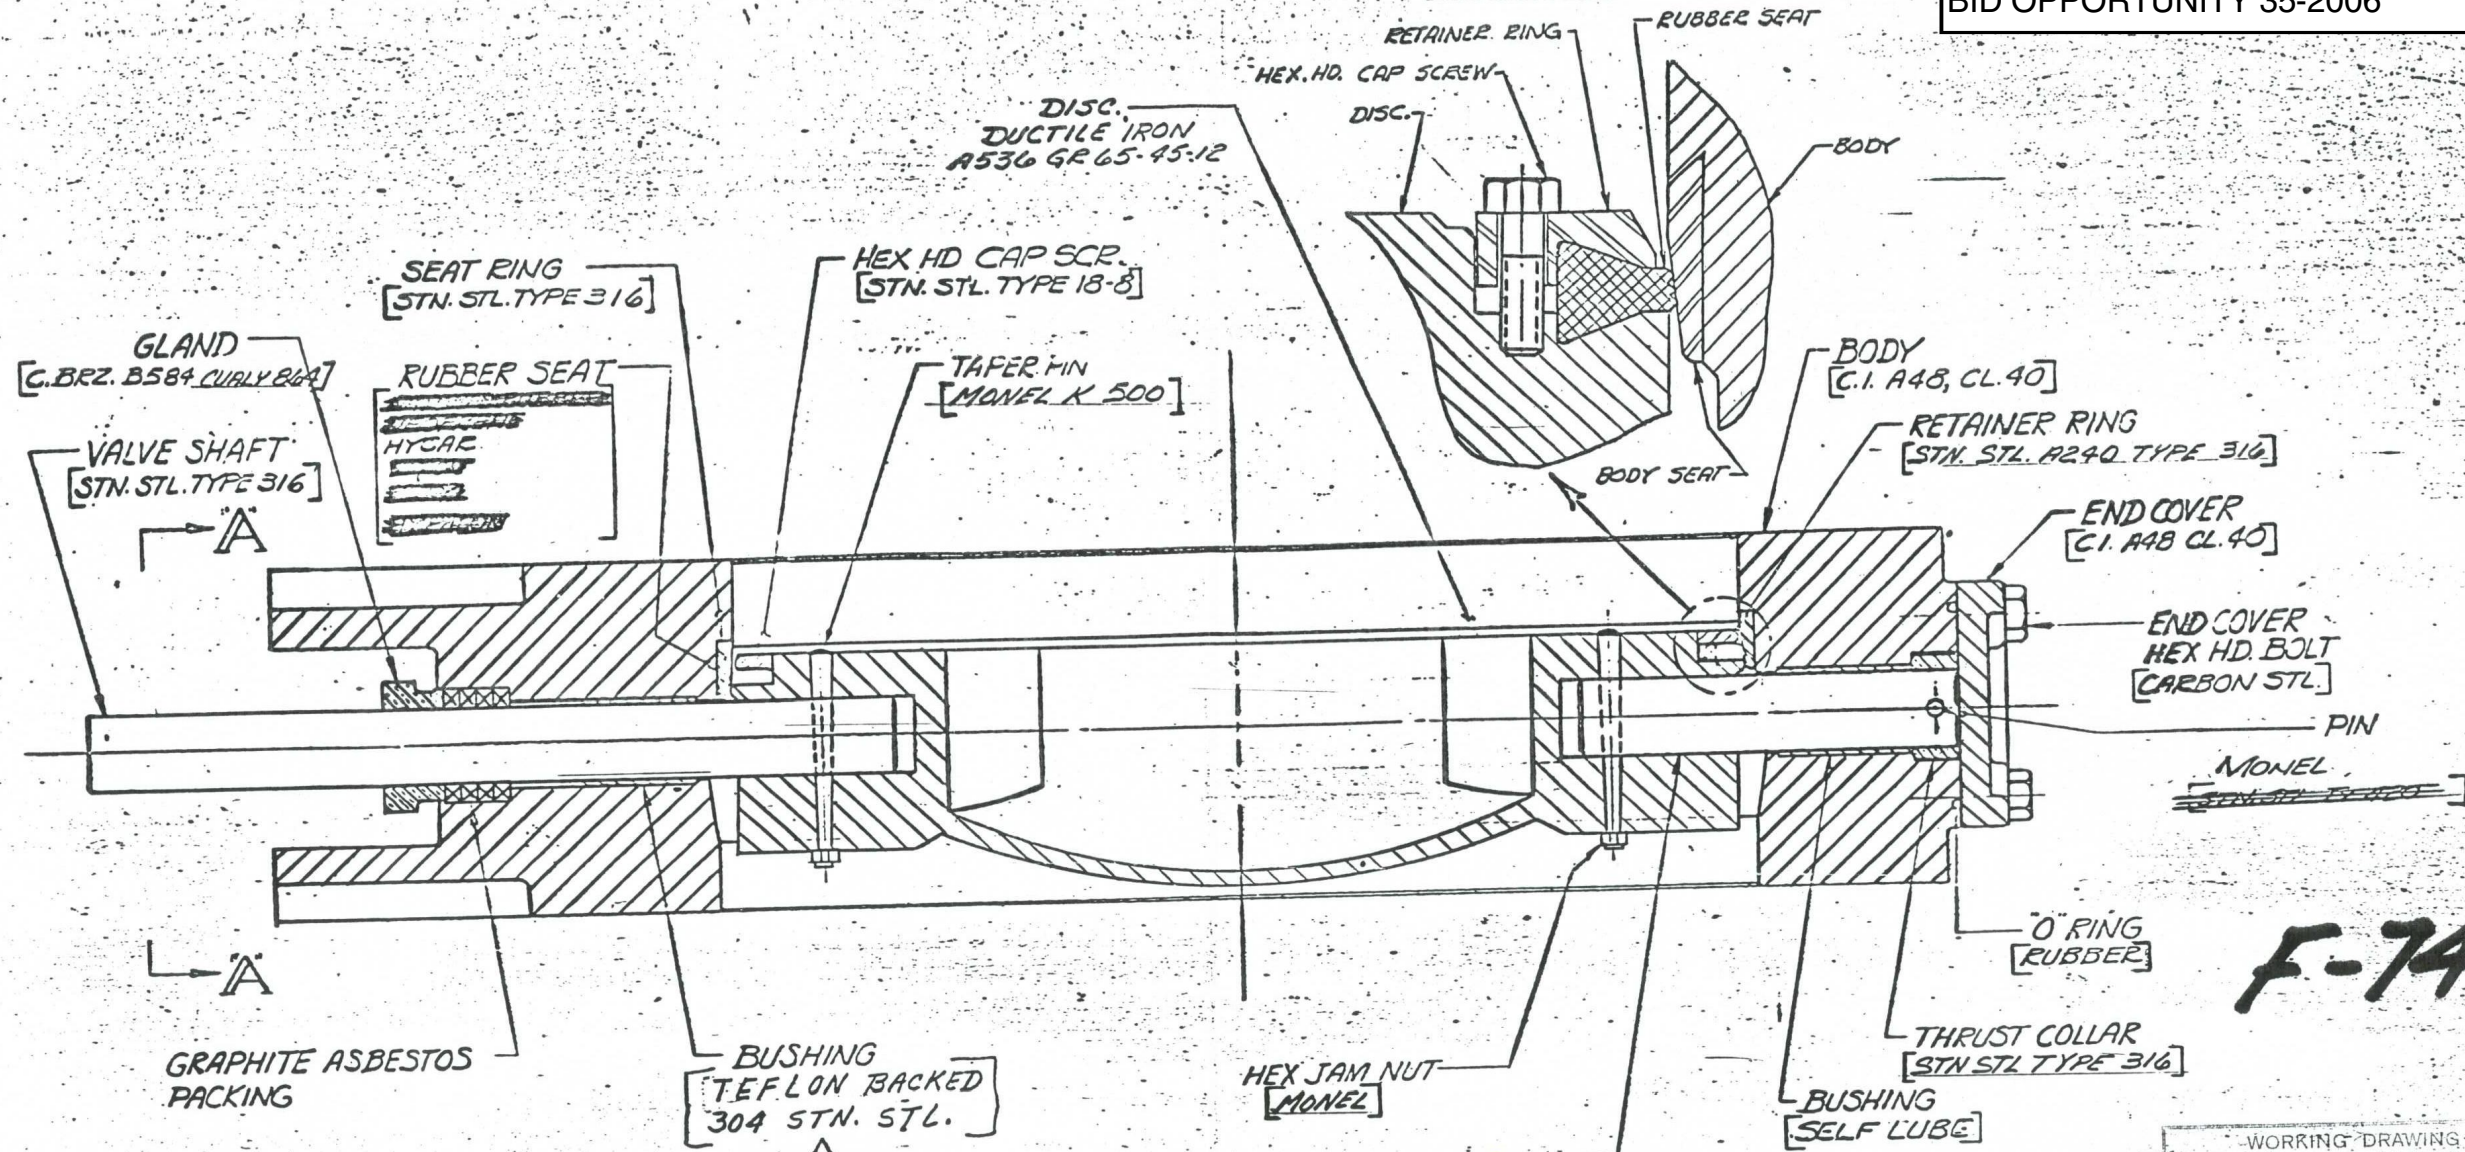 BID OPPORTUNITY 35-2006
RETAINER RING
RUBBER SEAT
HEX. HD. CAP SCREW
DISC.
BODY
BODY SEAT
DISC.
DUCTILE IRON
A536 GR 65-45-12
SEAT RING
[STN. STL. TYPE 316]
HEX HD CAP SCR.
[STN. STL. TYPE 18-8]
GLAND
[C. BRZ. B584
RUBBER SEAT
HYCAR
TAPER PIN
[MONEL K 500]
VALVE SHAFT
[STN. STL. TYPE 316]
BODY
[C.I. A48, CL.40]
RETAINER RING
[STN. STL. A240 TYPE 316]
END COVER
[C.I. A48 CL.40]
END COVER
HEX HD. BOLT
[CARBON STL.]
PIN
MONEL
"A"
"A"
"O" RING
[RUBBER]
F-74
GRAPHITE ASBESTOS
PACKING
BUSHING
[TEFLON BACKED
304 STN. STL.]
HEX JAM NUT
[MONEL]
THRUST COLLAR
[STN STL TYPE 316]
BUSHING
[SELF LUBE]
WORKING DRAWING